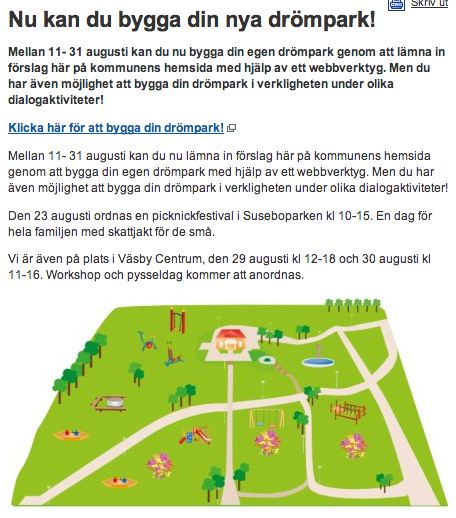 Skriv ut
Nu kan du bygga din nya drömpark!
Mellan 11- 31 augusti kan du nu bygga din egen drömpark genom att lämna in
förslag här på kommunens hemsida med hjälp av ett webbverktyg. Men du
har även möjlighet att bygga din drömpark i verkligheten under olika
dialogaktiviteter!
Klicka här för att bygga din drömpark!
Mellan 11- 31 augusti kan du nu lämna in förslag här på kommunens hemsida
genom att bygga din egen drömpark med hjälp av ett webbverktyg. Men du har
även möjlighet att bygga din drömpark i verkligheten under olika dialogaktiviteter!
Den 23 augusti ordnas en picknickfestival i Suseboparken kl 10-15. En dag för
hela familjen med skattjakt för de små.
Vi är även på plats i Väsby Centrum, den 29 augusti kl 12-18 och 30 augusti kl
11-16. Workshop och pysseldag kommer att anordnas.